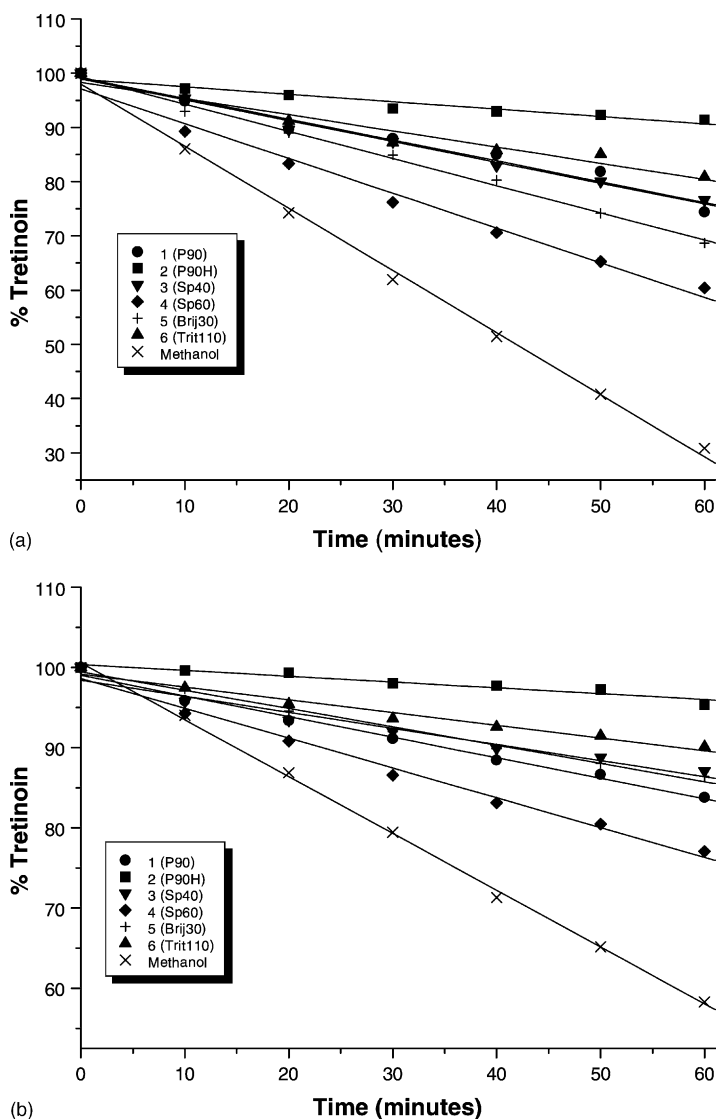 110
100
90
80
70
60
50
40
30
% Tretinoin
1 (P90)
2 (P90H)
3 (Sp40)
4 (Sp60)
5 (Brij30)
6 (Trit110)
Methanol
0 10 20 30 40 50 60
(a) Time (minutes)
110
100
90
80
70
60
% Tretinoin
1 (P90)
2 (P90H)
3 (Sp40)
4 (Sp60)
5 (Brij30)
6 (Trit110)
Methanol
0 10 20 30 40 50 60
(b) Time (minutes)